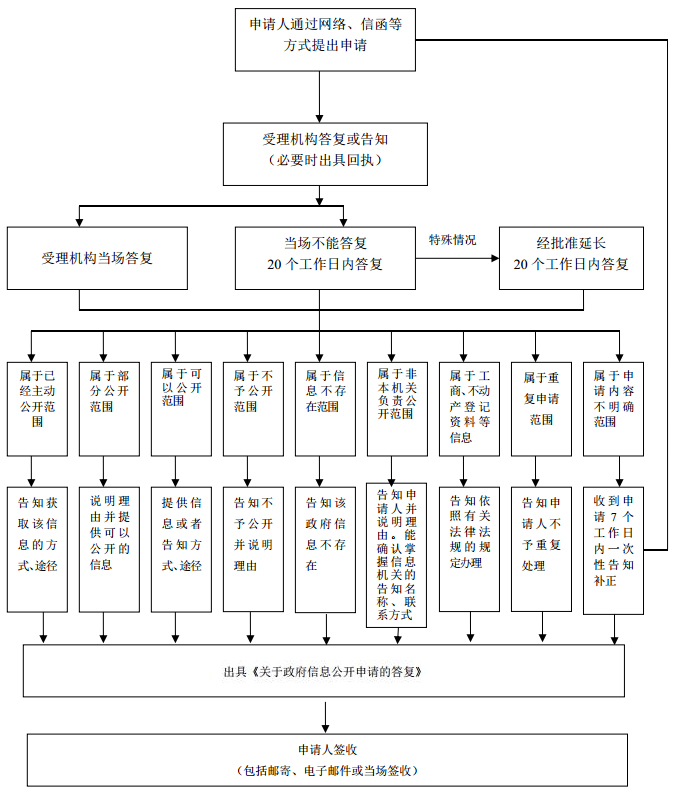 申请人通过网络、信函等
方式提出申请
受理机构答复或告知
（必要时出具回执）
受理机构当场答复
当场不能答复
20 个工作日内答复
特殊情况
经批准延长
20 个工作日内答复
属于已
经主动
公开范
围
属于部
分公开
范围
属于可
以公开
范围
属于不
予公开
范围
属于信
息不存
在范围
属于非
本机关
负责公
开范围
属于工
商、不动
产登记
资料等
信息
属于重
复申请
范围
属于申
请内容
不明确
范围
告知获
取该信
息的方
式、途径
说明理
由并提
供可以
公开的
信息
提供信
息或者
告知方
式、途径
告知不
予公开
并说明
理由
告知该
政府信
息不存
在
告知申
请人并
说明理
由。能
确认掌
握信息
机关的
告知名
称、联
系方式
告知依
照有关
法律法
规的规
定办理
告知申
请人不
予重复
处理
收到申
请 7 个
工作日
内一次
性告知
补正
出具《关于政府信息公开申请的答复》
申请人签收
（包括邮寄、电子邮件或当场签收）